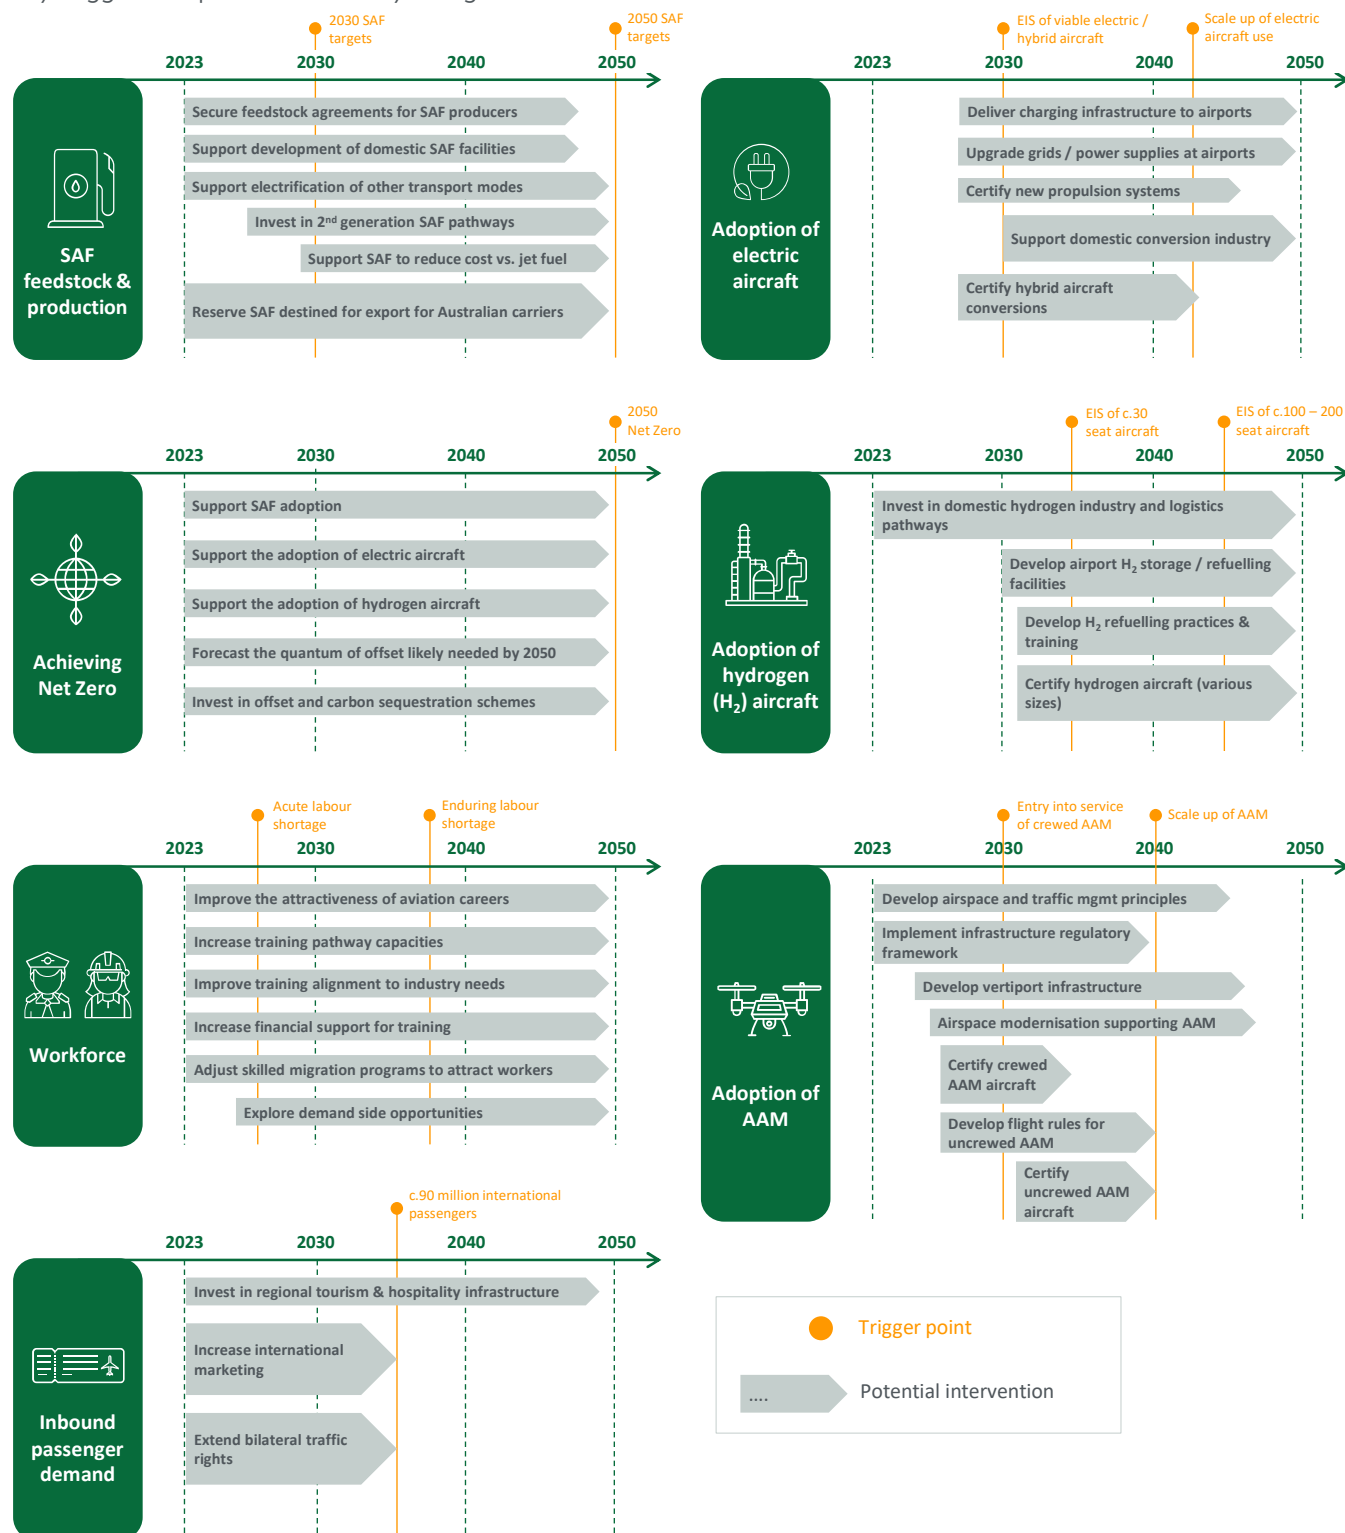 2030 SAF
targets
2050 SAF
targets
2023
2030
2040
2050
SAF
feedstock &
production
Secure feedstock agreements for SAF producers
Support development of domestic SAF facilities
Support electrification of other transport modes
Invest in 2nd generation SAF pathways
Support SAF to reduce cost vs. jet fuel
Reserve SAF destined for export for Australian carriers
EIS of viable electric /
hybrid aircraft
Scale up of electric
aircraft use
2023
2030
2040
2050
Adoption of
electric
aircraft
Deliver charging infrastructure to airports
Upgrade grids / power supplies at airports
Certify new propulsion systems
Support domestic conversion industry
Certify hybrid aircraft
conversions
2050
Net Zero
2023
2030
2040
2050
Achieving
Net Zero
Support SAF adoption
Support the adoption of electric aircraft
Support the adoption of hydrogen aircraft
Forecast the quantum of offset likely needed by 2050
Invest in offset and carbon sequestration schemes
EIS of c.30
seat aircraft
EIS of c.100 – 200
seat aircraft
2023
2030
2040
2050
Adoption of
hydrogen
(H₂) aircraft
Invest in domestic hydrogen industry and logistics
pathways
Develop airport H₂ storage / refuelling
facilities
Develop H₂ refuelling practices &
training
Certify hydrogen aircraft (various
sizes)
Acute labour
shortage
Enduring labour
shortage
2023
2030
2040
2050
Workforce
Improve the attractiveness of aviation careers
Increase training pathway capacities
Improve training alignment to industry needs
Increase financial support for training
Adjust skilled migration programs to attract workers
Explore demand side opportunities
Entry into service
of crewed AAM
Scale up of AAM
2023
2030
2040
2050
Adoption of
AAM
Develop airspace and traffic mgmt principles
Implement infrastructure regulatory
framework
Develop vertiport infrastructure
Airspace modernisation supporting AAM
Certify crewed
AAM aircraft
Develop flight rules for
uncrewed AAM
Certify
uncrewed AAM
aircraft
c.90 million international
passengers
2023
2030
2040
2050
Inbound
passenger
demand
Invest in regional tourism & hospitality infrastructure
Increase international
marketing
Extend bilateral traffic
rights
Trigger point
....
Potential intervention